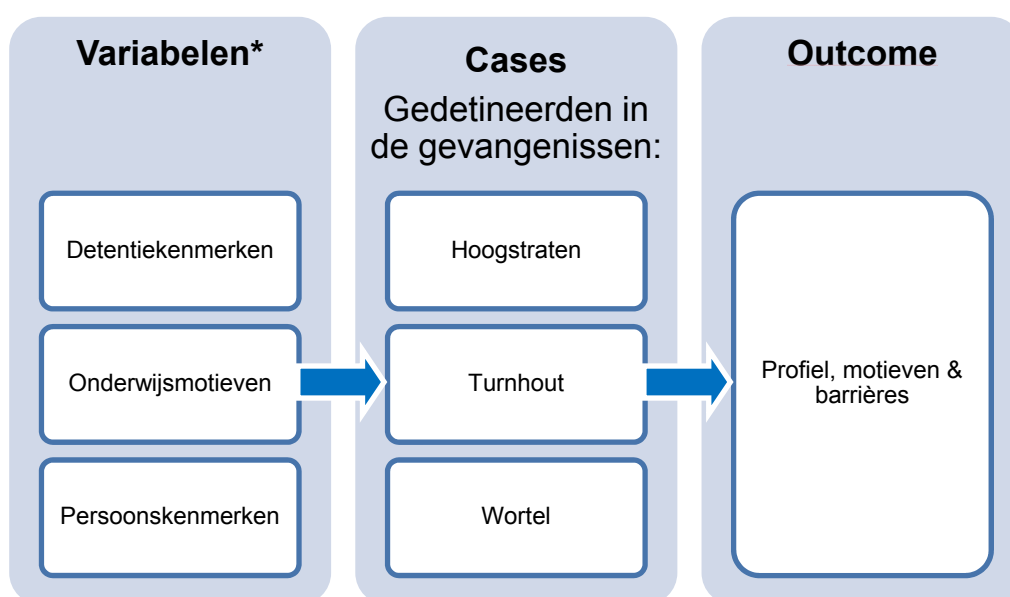 Variabelen*
Detentiekenmerken
Onderwijsmotieven
Persoonskenmerken
Cases
Gedetineerden in
de gevangenissen:
Hoogstraten
Turnhout
Wortel
Outcome
Profiel, motieven &
barrières